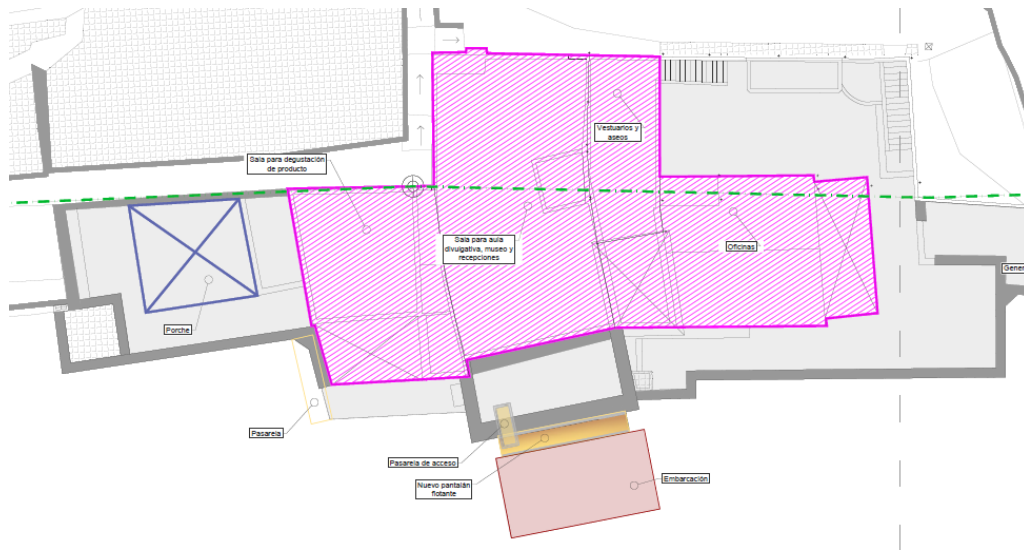 Vestuarios y
aseos
Sala para degustación
de producto
Sala para aula
divulgativa, museo y
recepciones
Oficinas
Gener
Porche
Pasarela
Pasarela de acceso
Nuevo pantalán
flotante
Embarcación